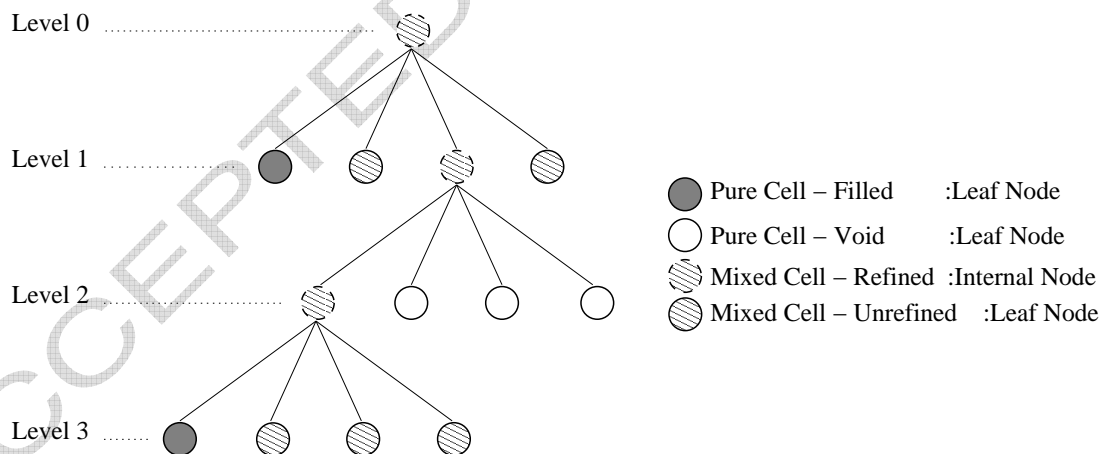 Level 0
Level 1
Level 2
Level 3
Pure Cell – Filled :Leaf Node
Pure Cell – Void :Leaf Node
Mixed Cell – Refined :Internal Node
Mixed Cell – Unrefined :Leaf Node
CCEPTED